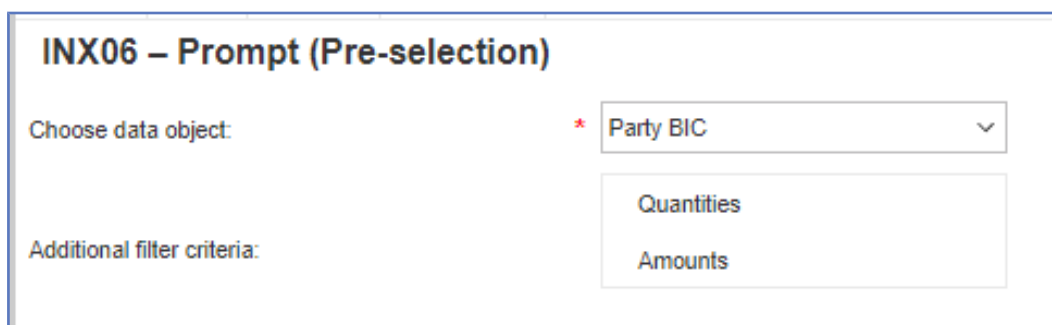 INX06 – Prompt (Pre-selection)
Choose data object: * Party BIC
Quantities
Additional filter criteria:
Amounts